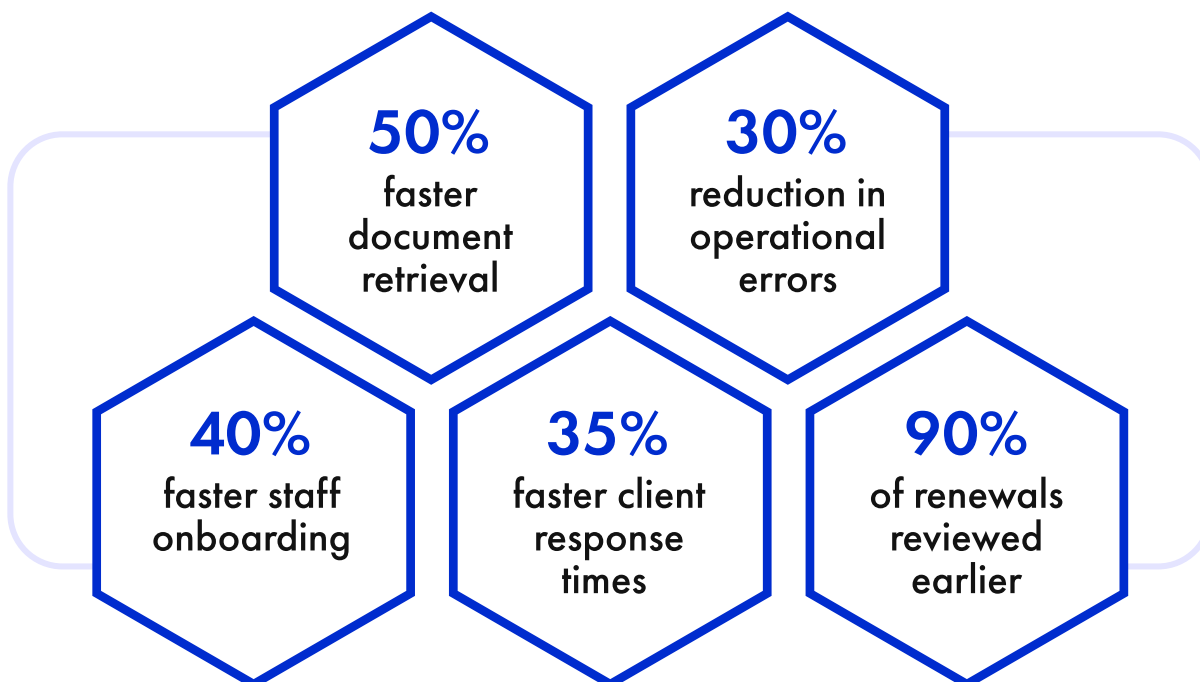 50%
faster
document
retrieval
30%
reduction in
operational
errors
40%
faster staff
onboarding
35%
faster client
response
times
90%
of renewals
reviewed
earlier